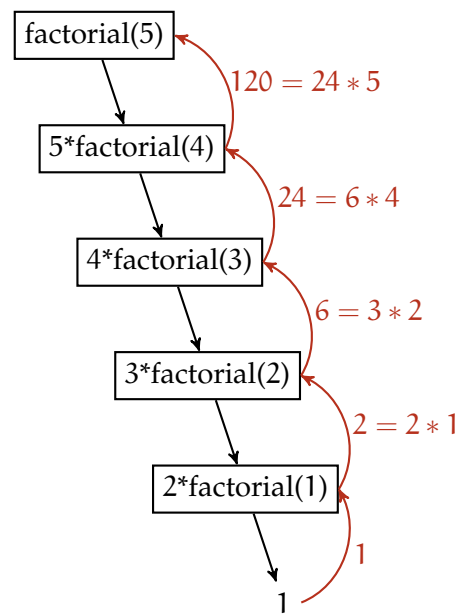 factorial(5)
120 = 24 ∗ 5
5*factorial(4)
24 = 6 ∗ 4
4*factorial(3)
6 = 3 ∗ 2
3*factorial(2)
2 = 2 ∗ 1
2*factorial(1)
1
1